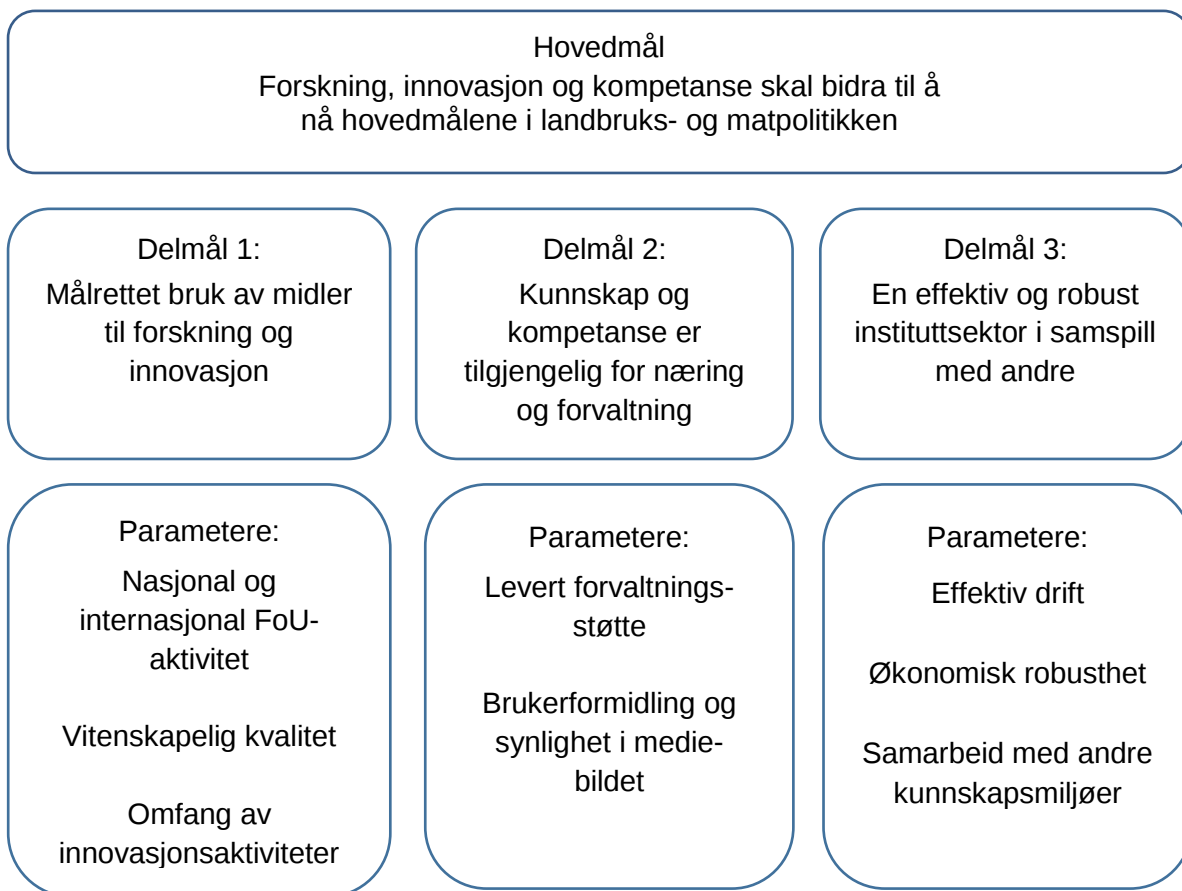 Hovedmål
Forskning, innovasjon og kompetanse skal bidra til å
nå hovedmålene i landbruks- og matpolitikken
Delmål 1:
Målrettet bruk av midler
til forskning og
innovasjon
Delmål 2:
Kunnskap og
kompetanse er
tilgjengelig for næring
og forvaltning
Delmål 3:
En effektiv og robust
instituttsektor i samspill
med andre
Parametere:
Nasjonal og
internasjonal FoU-
aktivitet
Vitenskapelig kvalitet
Omfang av
innovasjonsaktiviteter
Parametere:
Levert forvaltnings-
støtte
Brukerformidling og
synlighet i medie-
bildet
Parametere:
Effektiv drift
Økonomisk robusthet
Samarbeid med andre
kunnskapsmiljøer